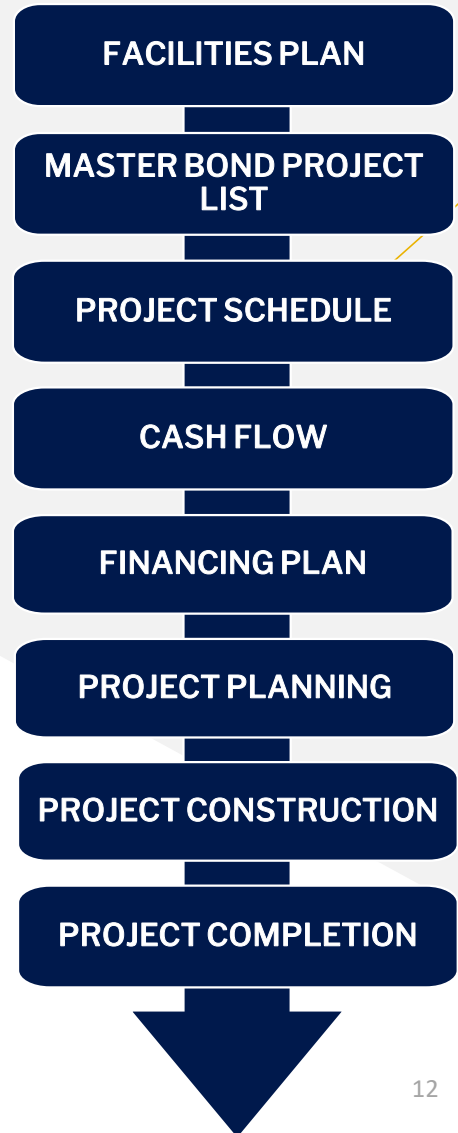 FACILITIES PLAN
MASTER BOND PROJECT
LIST
PROJECT SCHEDULE
CASH FLOW
FINANCING PLAN
PROJECT PLANNING
PROJECT CONSTRUCTION
PROJECT COMPLETION
12